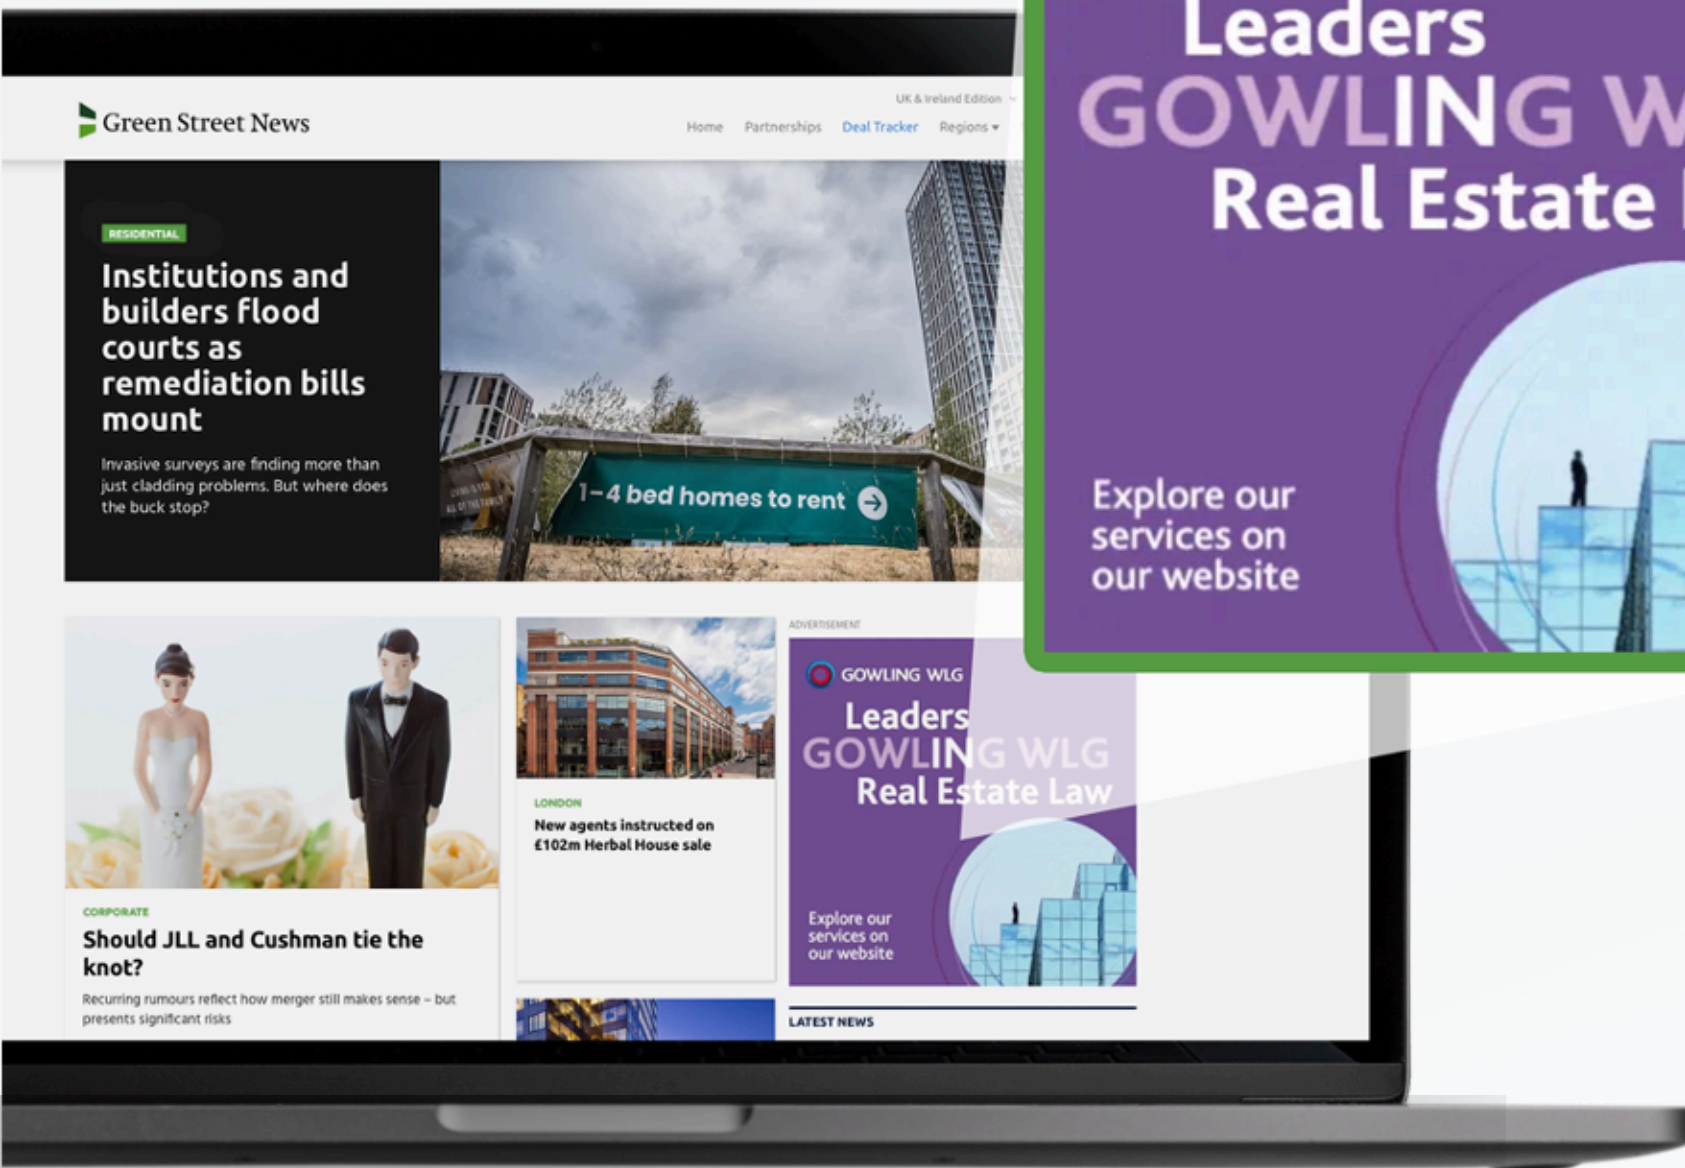 Green Street News
UK & Ireland Edition
Home Partnerships Deal Tracker Regions
RESIDENTIAL
Institutions and
builders flood
courts as
remediation bills
mount
Invasive surveys are finding more than
just cladding problems. But where does
the buck stop?
1–4 bed homes to rent
CORPORATE
Should JLL and Cushman tie the
knot?
Recurring rumours reflect how merger still makes sense – but
presents significant risks
LONDON
New agents instructed on
£102m Herbal House sale
ADVERTISEMENT
GOWLING WLG
Leaders
GOWLING WLG
Real Estate Law
Explore our
services on
our website
LATEST NEWS
Leaders
GOWLING W
Real Estate
Explore our
services on
our website